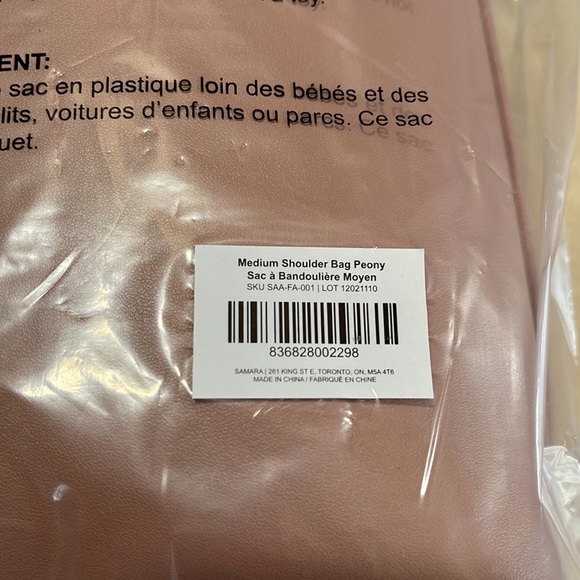 toy.
ENT:
sac en plastique loin des bébés et des
lits, voitures d'enfants ou parcs. Ce sac
uet.
Medium Shoulder Bag Peony
Sac à Bandoulière Moyen
SKU SAA-FA-001 | LOT 12021110
836828002298
SAMARA | 261 KING ST E, TORONTO, ON, M5A 4T6
MADE IN CHINA / FABRIQUÉ EN CHINE